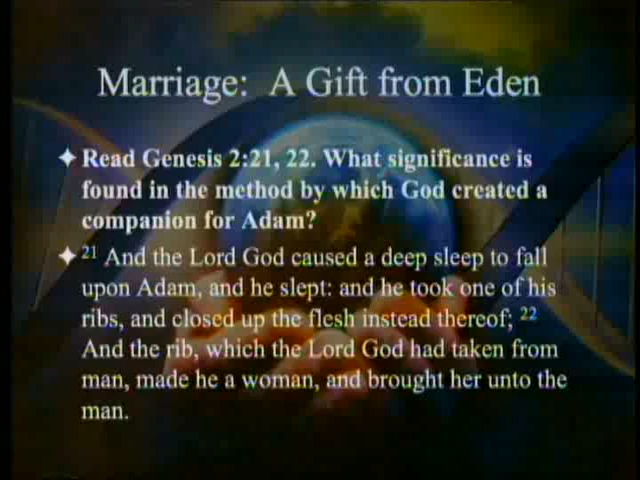 Marriage:  A Gift from Eden
Read Genesis 2:21, 22. What significance is
found in the method by which God created a
companion for Adam?
21 And the Lord God caused a deep sleep to fall
upon Adam, and he slept: and he took one of his
ribs, and closed up the flesh instead thereof; 22
And the rib, which the Lord God had taken from
man, made he a woman, and brought her unto the
man.